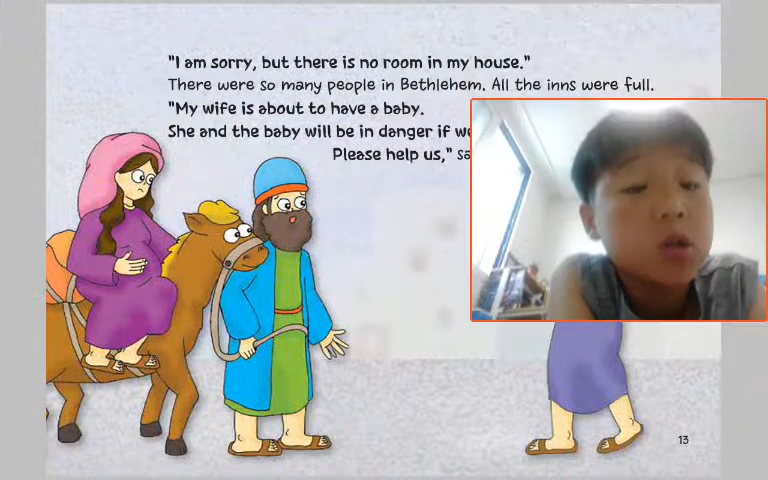 "I am sorry, but there is no room in my house."
There were so many people in Bethlehem. All the inns were full.
"My wife is about to have a baby.
She and the baby will be in danger if
Please help us,"
13